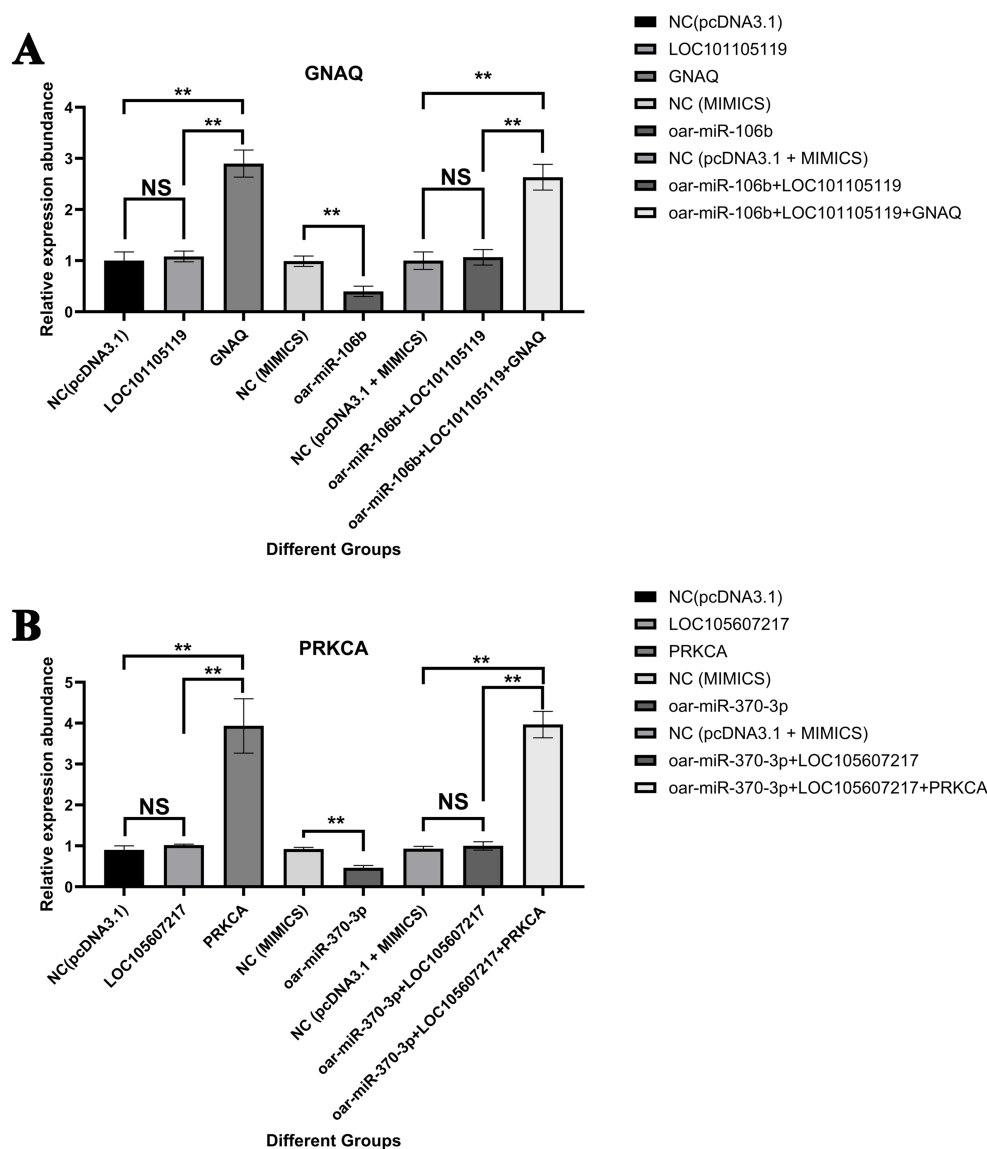 A
GNAQ
Relative expression abundance
4
3
2
1
0
**
**
NS
**
**
**
NS
NC(pcDNA3.1)
LOC101105119
GNAQ
NC (MIMICS)
oar-miR-106b
NC (pcDNA3.1 + MIMICS)
oar-miR-106b+LOC101105119
oar-miR-106b+LOC101105119+GNAQ
Different Groups
NC(pcDNA3.1)
LOC101105119
GNAQ
NC (MIMICS)
oar-miR-106b
NC (pcDNA3.1 + MIMICS)
oar-miR-106b+LOC101105119
oar-miR-106b+LOC101105119+GNAQ
B
PRKCA
Relative expression abundance
5
4
3
2
1
0
**
**
NS
**
**
**
NS
NC(pcDNA3.1)
LOC105607217
PRKCA
NC (MIMICS)
oar-miR-370-3p
NC (pcDNA3.1 + MIMICS)
oar-miR-370-3p+LOC105607217
oar-miR-370-3p+LOC105607217+PRKCA
Different Groups
NC(pcDNA3.1)
LOC105607217
PRKCA
NC (MIMICS)
oar-miR-370-3p
NC (pcDNA3.1 + MIMICS)
oar-miR-370-3p+LOC105607217
oar-miR-370-3p+LOC105607217+PRKCA